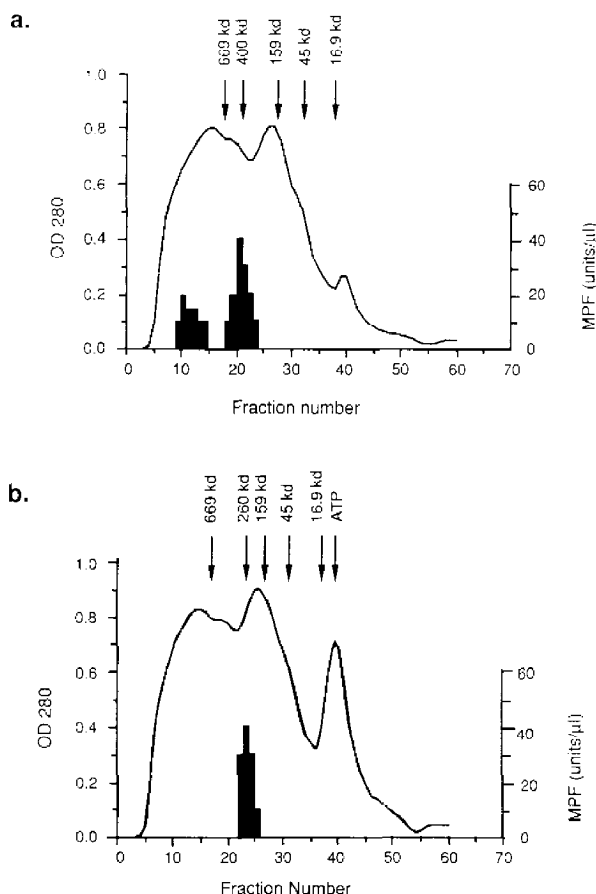 a.
669 kd
400 kd
159 kd
45 kd
16.9 kd
1.0
0.8
0.6
0.4
0.2
0.0
OD 280
60
40
20
0
MPF (units/µl)
0 10 20 30 40 50 60 70
Fraction number
b.
669 kd
260 kd
159 kd
45 kd
16.9 kd
ATP
1.0
0.8
0.6
0.4
0.2
0.0
OD 280
60
40
20
0
MPF (units/µl)
0 10 20 30 40 50 60 70
Fraction Number